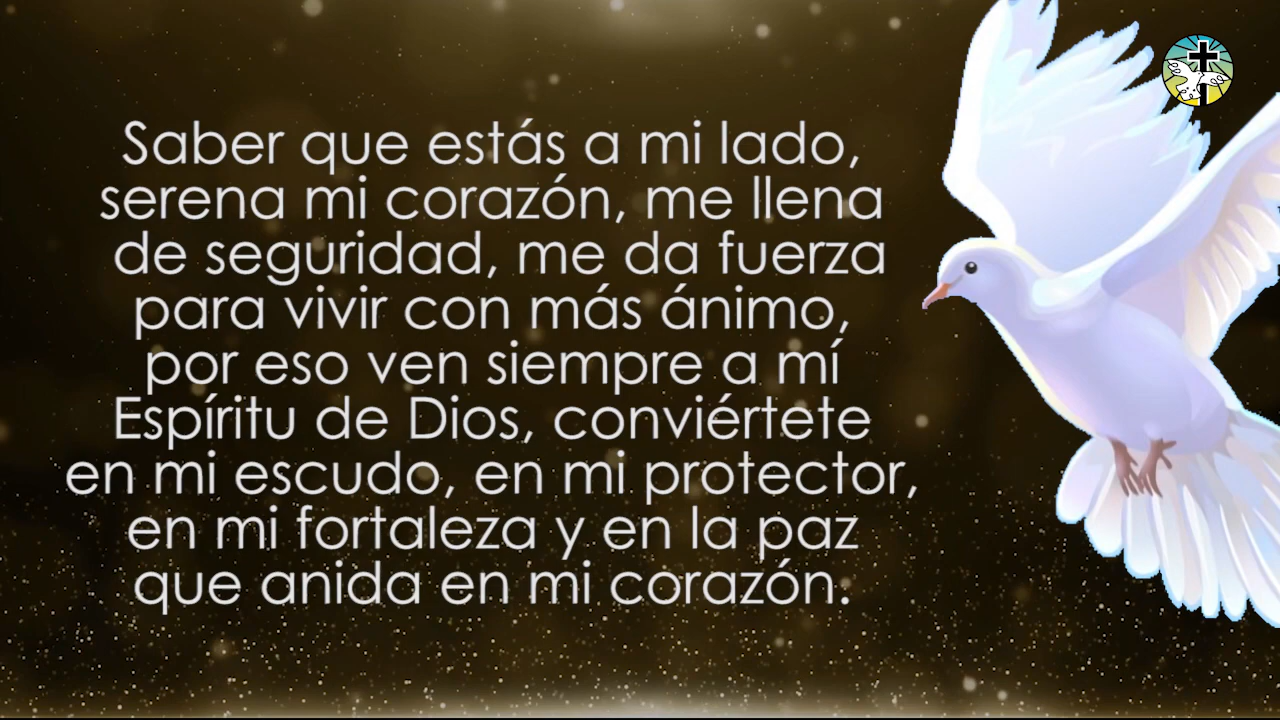 Saber que estás a mi lado,
serena mi corazón, me llena
de seguridad, me da fuerza
para vivir con más ánimo,
por eso ven siempre a mí
Espíritu de Dios, conviértete
en mi escudo, en mi protector,
en mi fortaleza y en la paz
que anida en mi corazón.